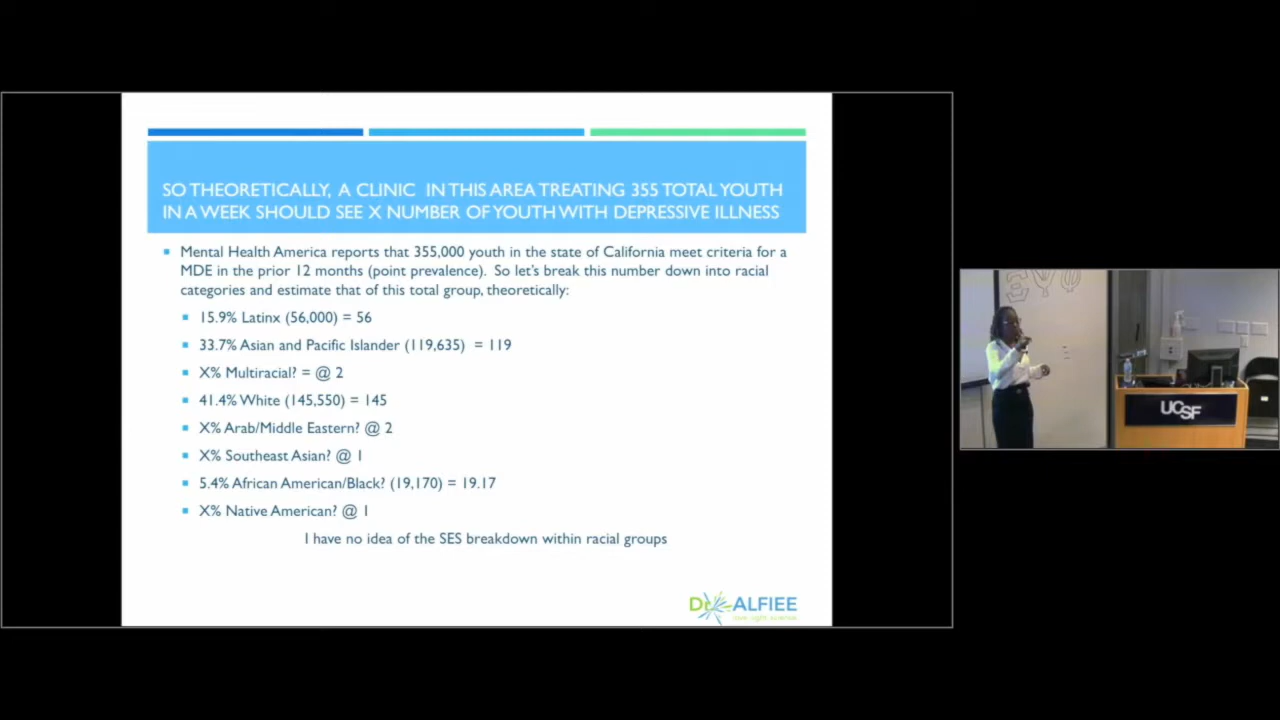 SO THEORETICALLY, A CLINIC IN THIS AREA TREATING 355 TOTAL YOUTH
IN A WEEK SHOULD SEE X NUMBER OF YOUTH WITH DEPRESSIVE ILLNESS
Mental Health America reports that 355,000 youth in the state of California meet criteria for a
MDE in the prior 12 months (point prevalence). So let's break this number down into racial
categories and estimate that of this total group, theoretically:
15.9% Latinx (56,000) = 56
33.7% Asian and Pacific Islander (119,635) = 119
X% Multiracial? = @ 2
41.4% White (145,550) = 145
X% Arab/Middle Eastern? @ 2
X% Southeast Asian? @ 1
5.4% African American/Black? (19,170) = 19.17
X% Native American? @ 1
I have no idea of the SES breakdown within racial groups
Dr ALFIEE
love. light. science.
ΞΨΦ
UCSF